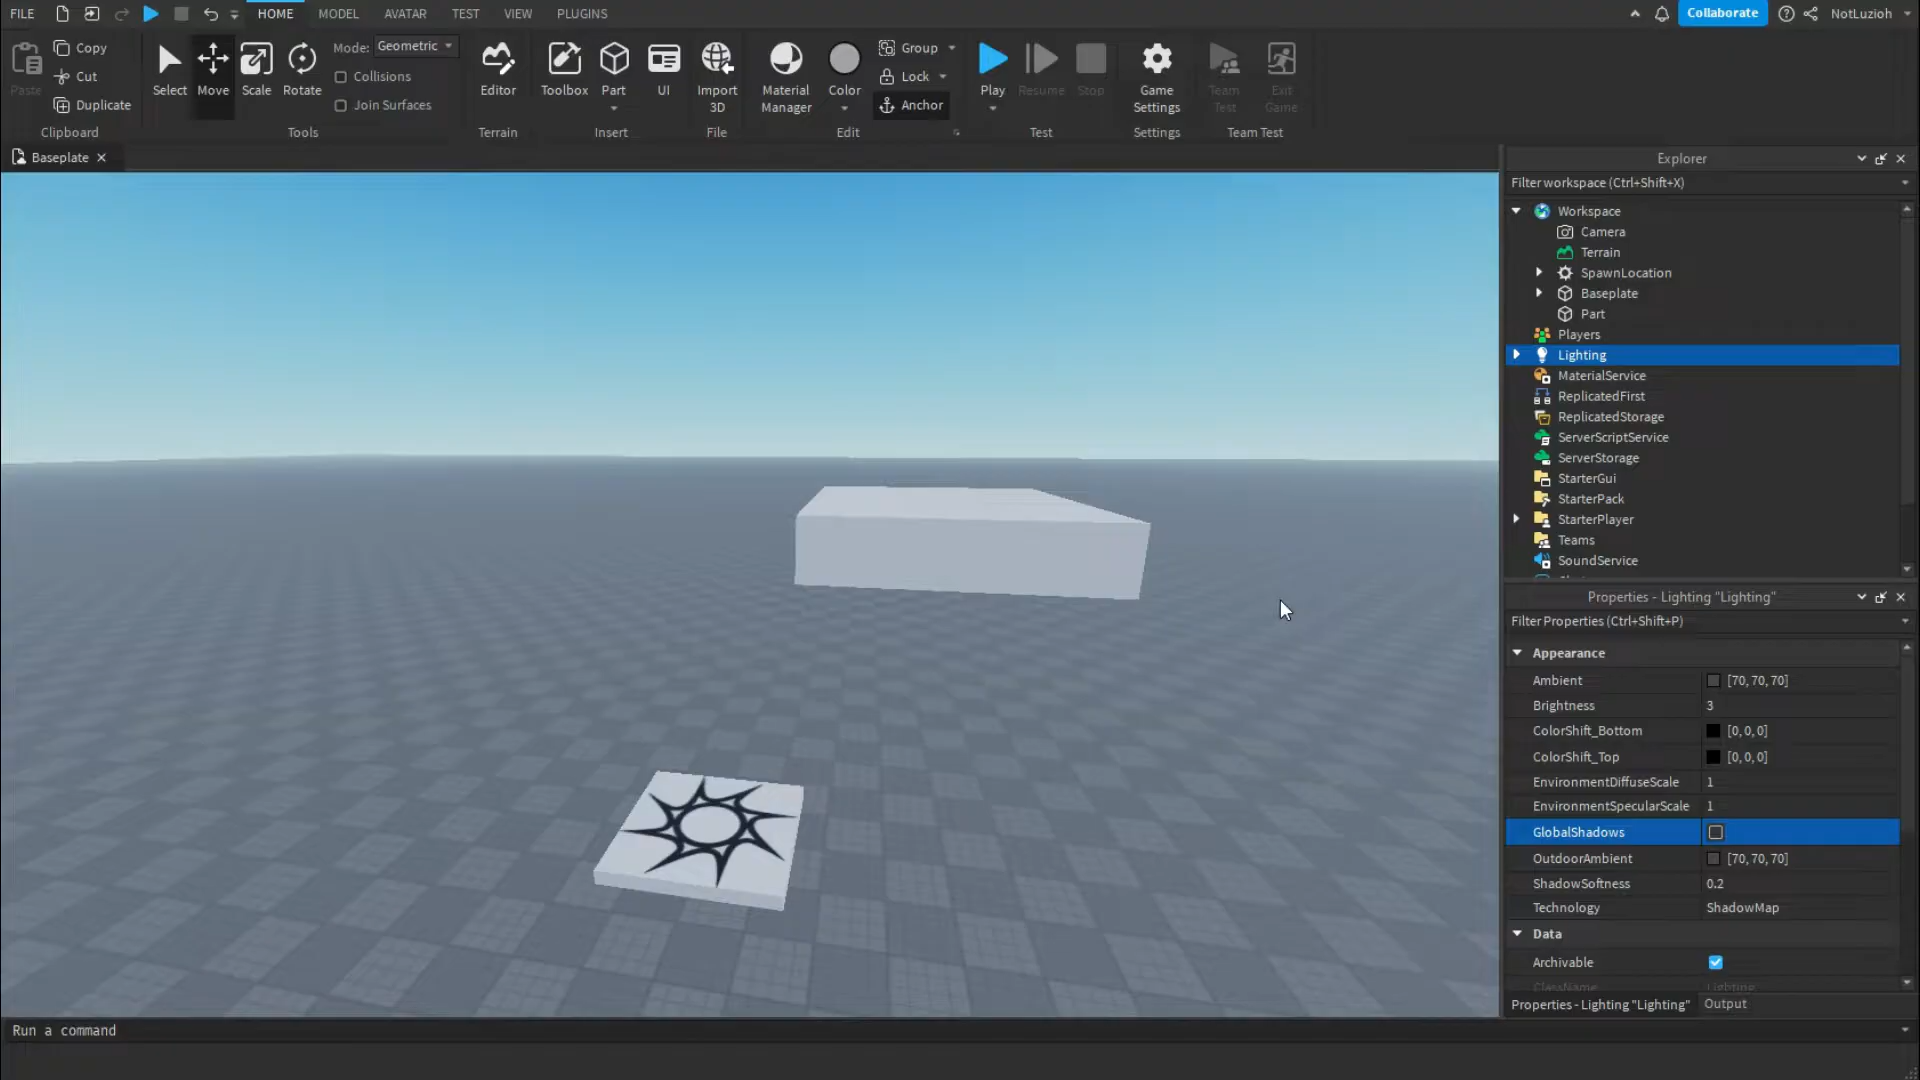 FILE HOME MODEL AVATAR TEST VIEW PLUGINS Collaborate NotLuzioh
Paste
Copy
Cut
Duplicate
Clipboard
Select Move Scale Rotate
Mode: Geometric
Collisions
Join Surfaces
Tools
Editor
Terrain
Toolbox Part UI
Insert
Import
3D
File
Material
Manager
Color
Group
Lock
Anchor
Edit
Play Resume Stop
Test
Game
Settings
Settings
Team
Test
Exit
Game
Team Test
Baseplate
Explorer
Filter workspace (Ctrl+Shift+X)
Workspace
Camera
Terrain
SpawnLocation
Baseplate
Part
Players
Lighting
MaterialService
ReplicatedFirst
ReplicatedStorage
ServerScriptService
ServerStorage
StarterGui
StarterPack
StarterPlayer
Teams
SoundService
Properties - Lighting "Lighting"
Filter Properties (Ctrl+Shift+P)
Appearance
Ambient [70, 70, 70]
Brightness 3
ColorShift_Bottom [0, 0, 0]
ColorShift_Top [0, 0, 0]
EnvironmentDiffuseScale 1
EnvironmentSpecularScale 1
GlobalShadows
OutdoorAmbient [70, 70, 70]
ShadowSoftness 0.2
Technology ShadowMap
Data
Archivable
ClassName Lighting
Properties - Lighting "Lighting" Output
Run a command